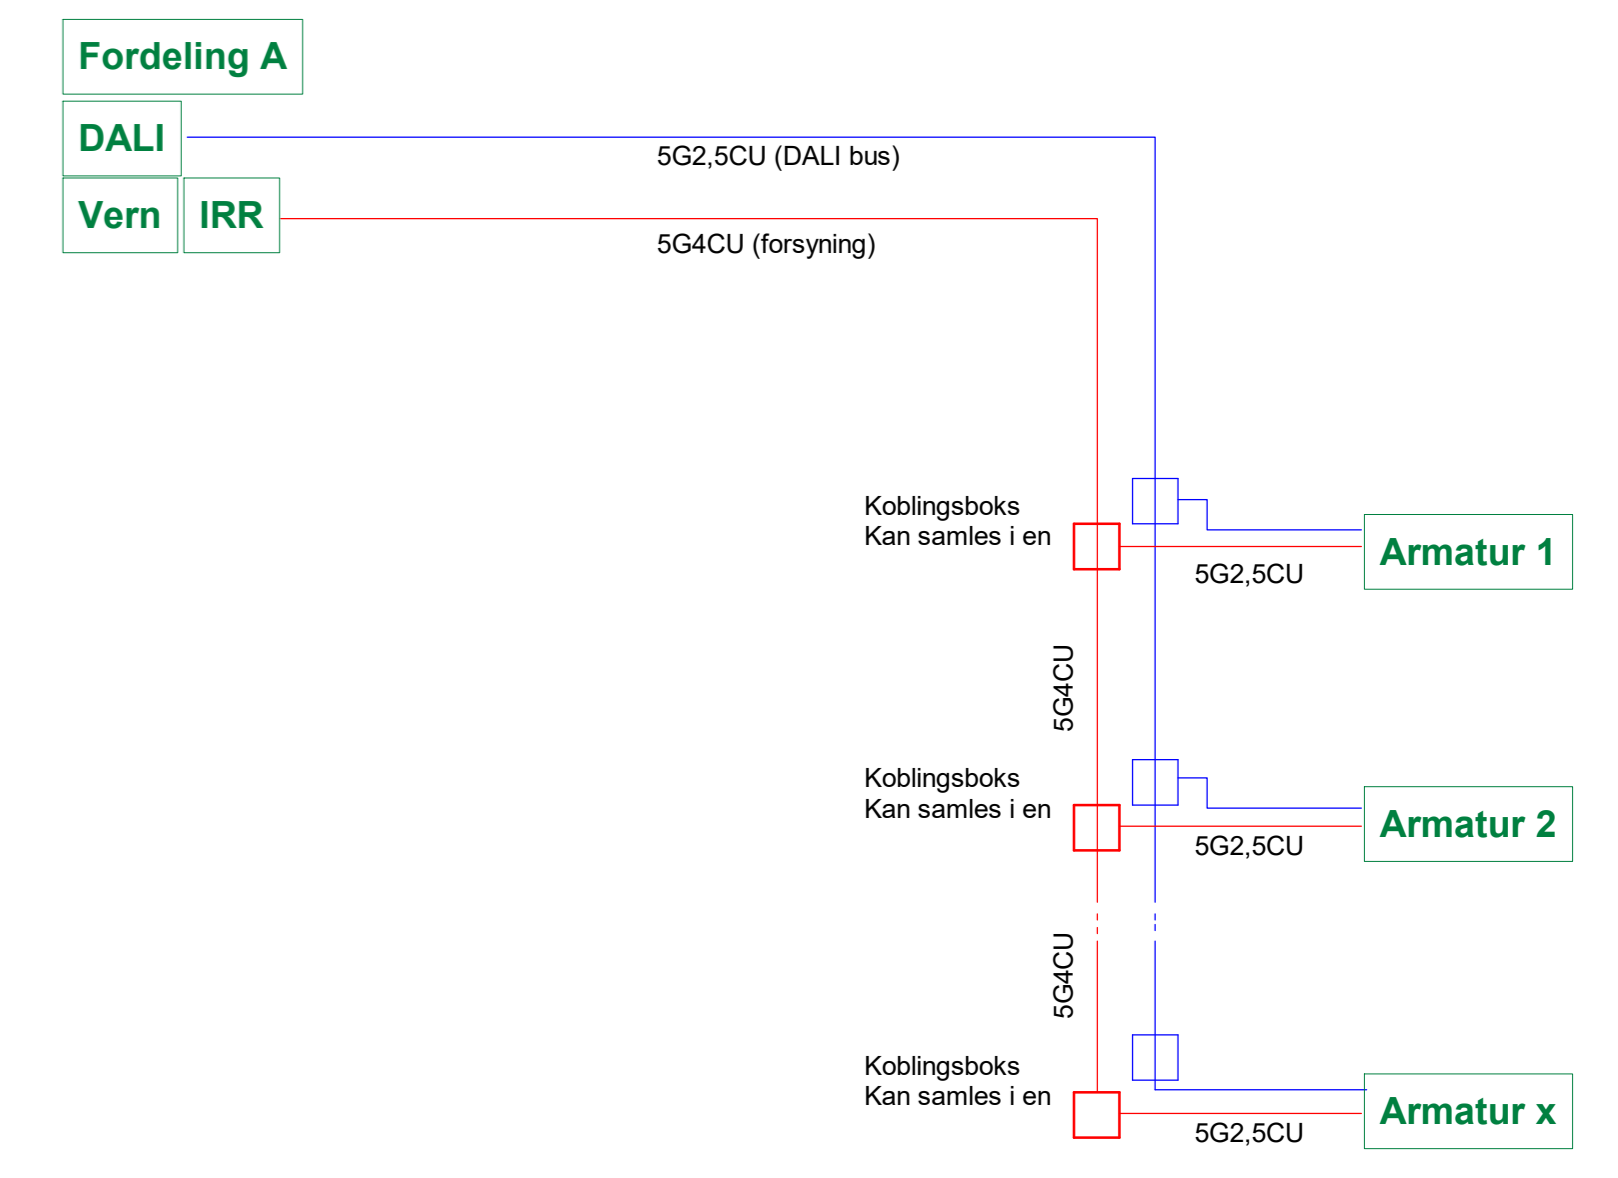 Fordeling A
DALI
5G2,5CU (DALI bus)
Vern
IRR
5G4CU (forsyning)
Koblingsboks
Kan samles i en
Armatur 1
5G2,5CU
5G4CU
Koblingsboks
Kan samles i en
Armatur 2
5G2,5CU
5G4CU
Koblingsboks
Kan samles i en
Armatur x
5G2,5CU